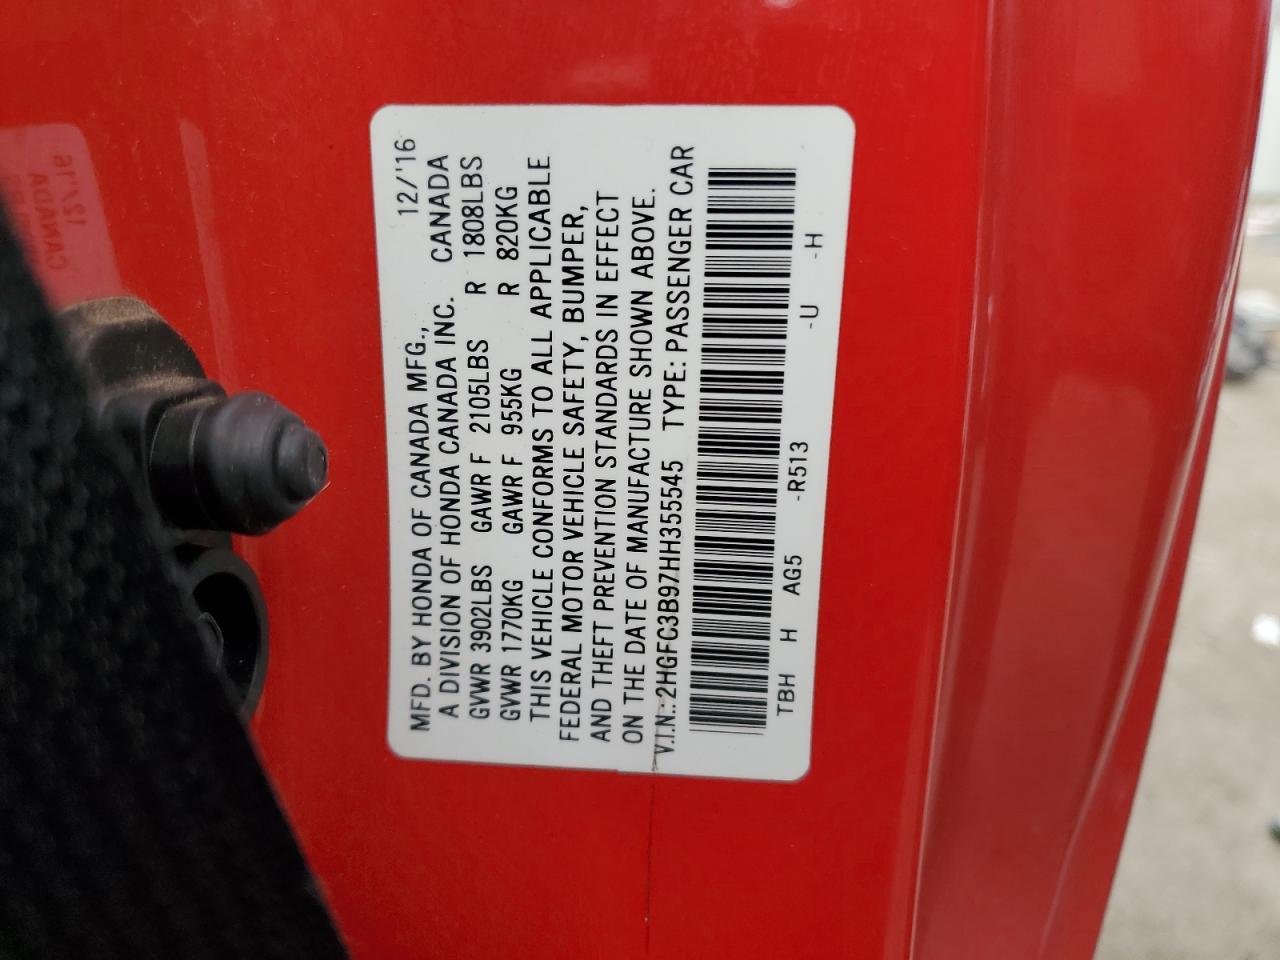 12/'16
MFD. BY HONDA OF CANADA MFG.,
A DIVISION OF HONDA CANADA INC. CANADA
GVWR 3902LBS GAWR F 2105LBS R 1808LBS
GVWR 1770KG GAWR F 955KG R 820KG
THIS VEHICLE CONFORMS TO ALL APPLICABLE
FEDERAL MOTOR VEHICLE SAFETY, BUMPER,
AND THEFT PREVENTION STANDARDS IN EFFECT
ON THE DATE OF MANUFACTURE SHOWN ABOVE.
V.I.N.: 2HGFC3B97HH355545 TYPE: PASSENGER CAR
TBH H AG5 -R513 -U -H